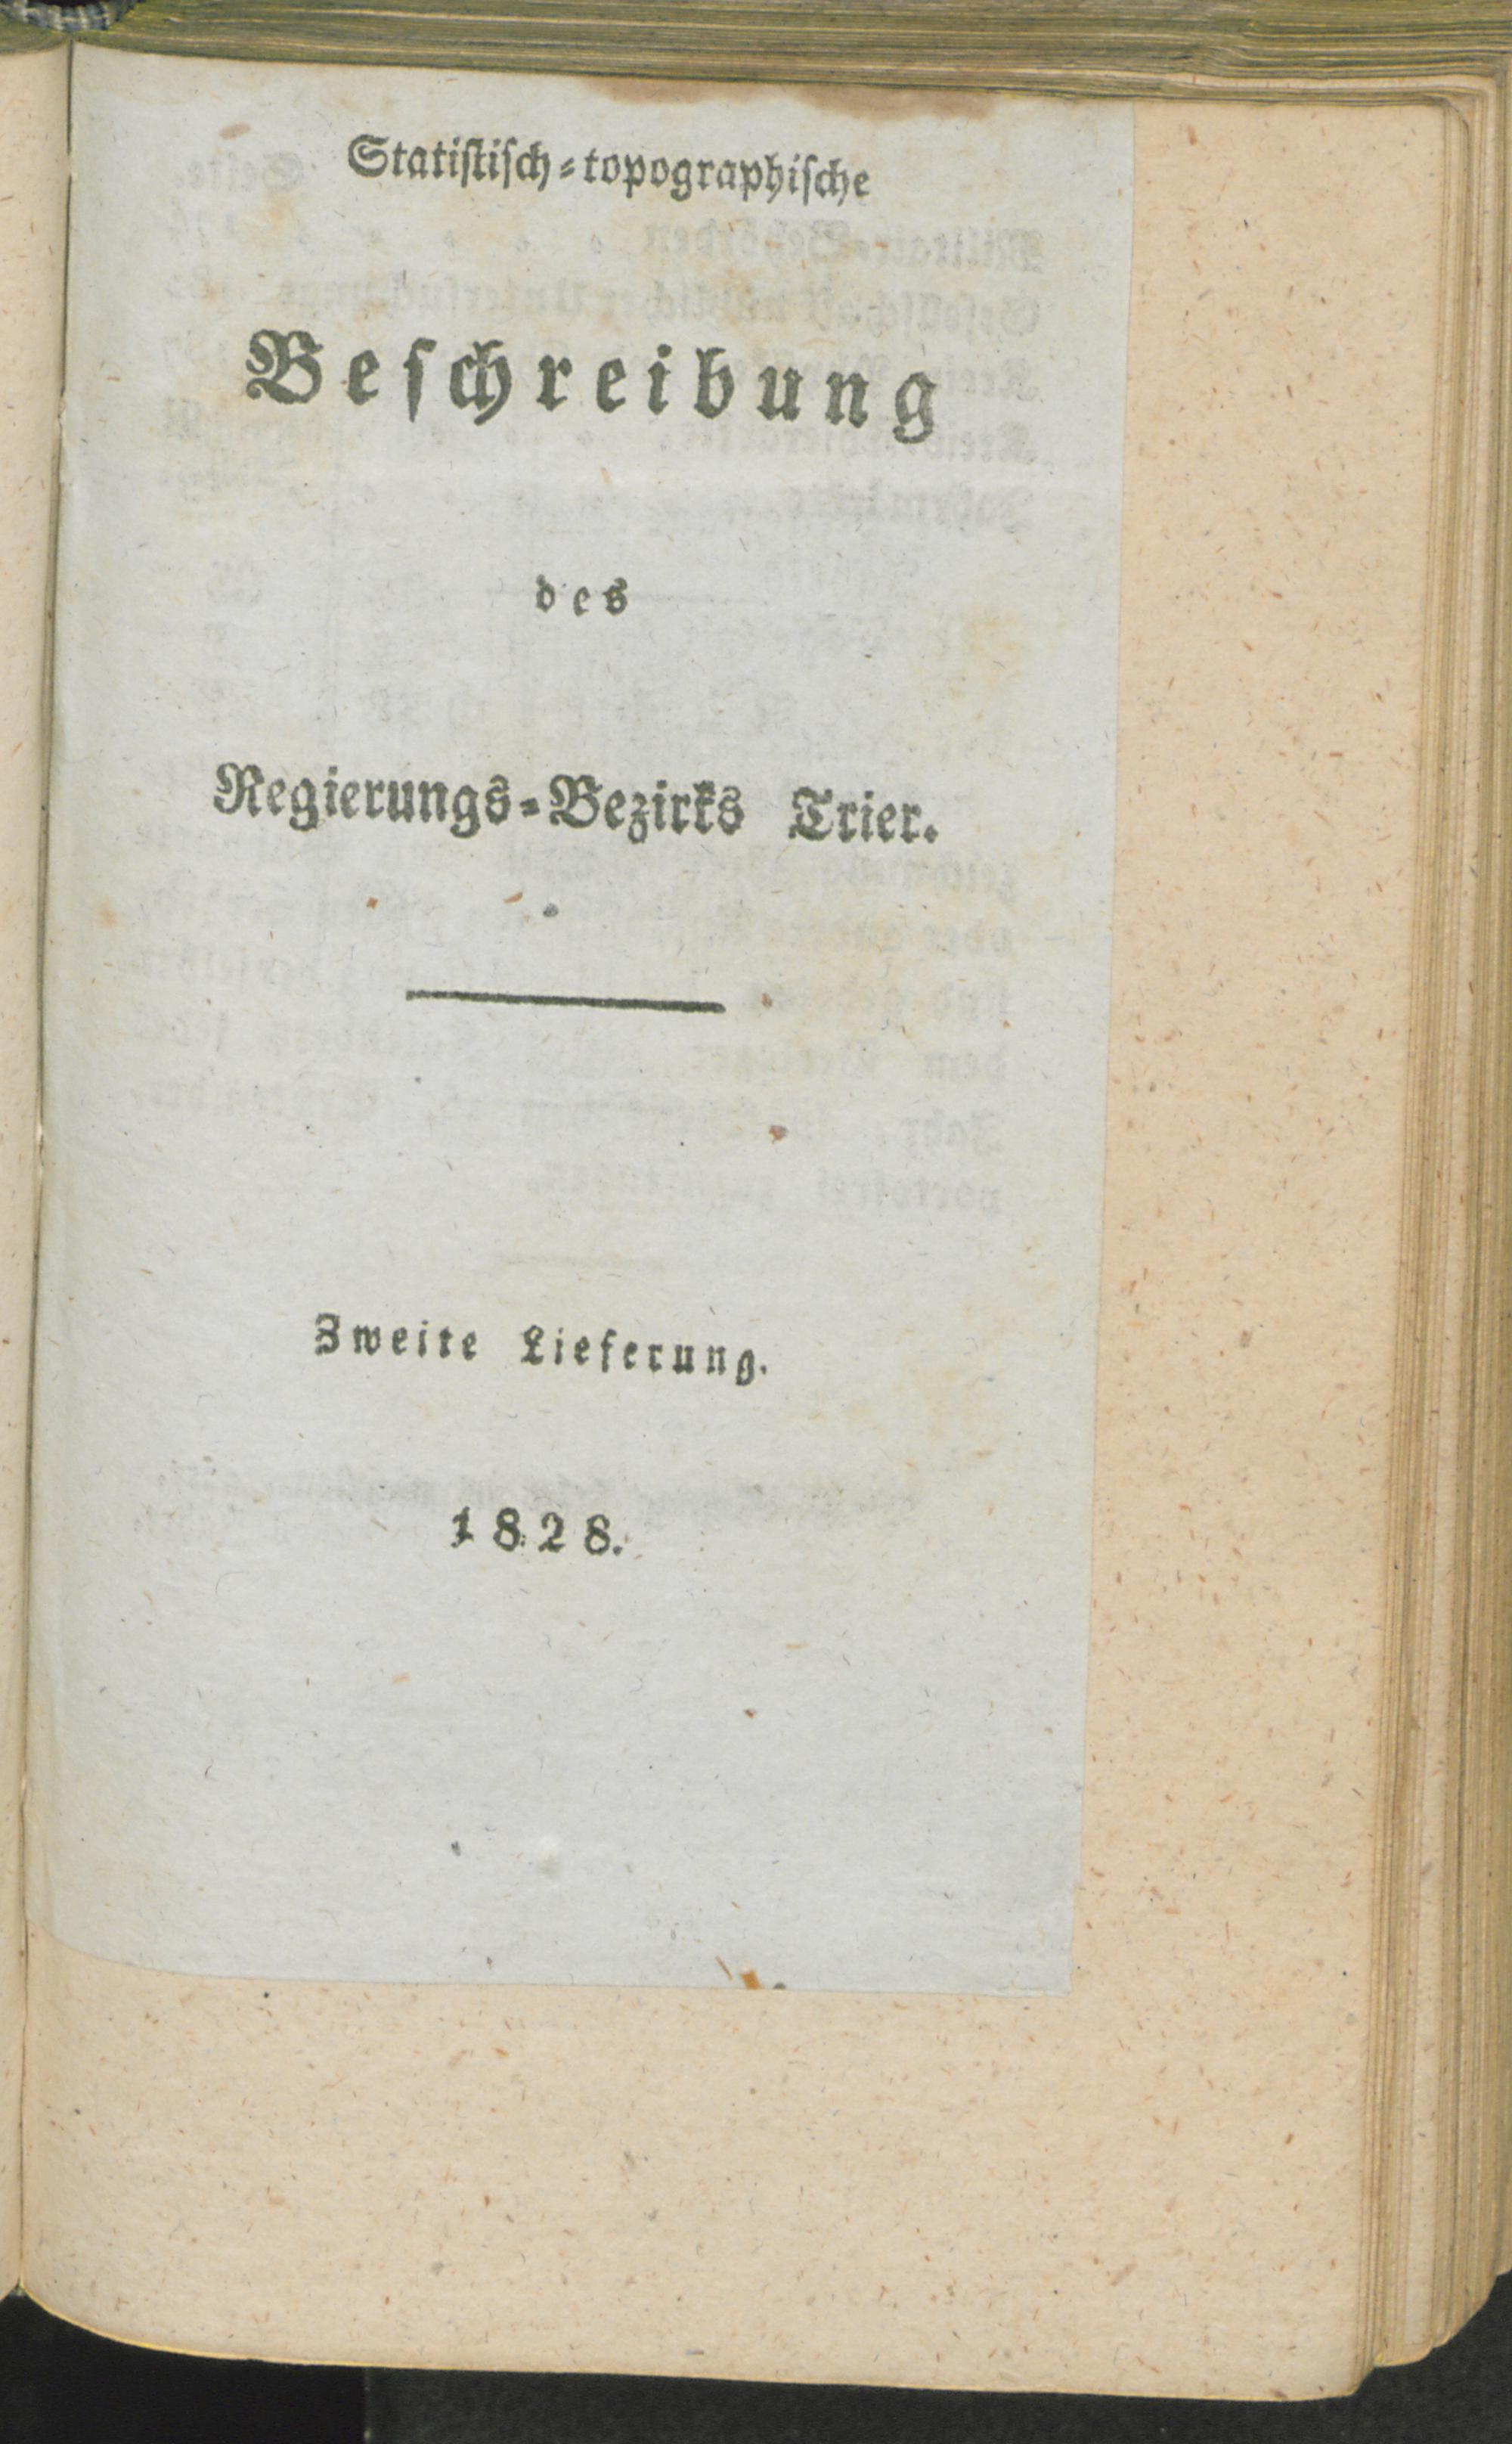 Statistisch-topographische
Beschreibung
des
Regierungs-Bezirks Trier.
Zweite Lieferung.
1828.